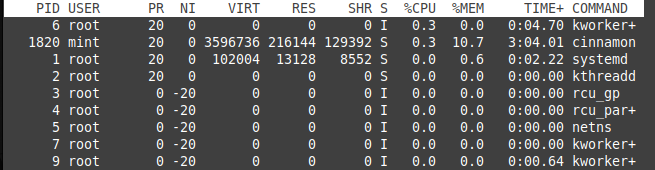 PID USER PR NI VIRT RES SHR S %CPU %MEM TIME+ COMMAND
6 root 20 0 0 0 0 I 0.3 0.0 0:04.70 kworker+
1820 mint 20 0 3596736 216144 129392 S 0.3 10.7 3:04.01 cinnamon
1 root 20 0 102004 13128 8552 S 0.0 0.6 0:02.22 systemd
2 root 20 0 0 0 0 S 0.0 0.0 0:00.00 kthreadd
3 root 0 -20 0 0 0 I 0.0 0.0 0:00.00 rcu_gp
4 root 0 -20 0 0 0 I 0.0 0.0 0:00.00 rcu_par+
5 root 0 -20 0 0 0 I 0.0 0.0 0:00.00 netns
7 root 0 -20 0 0 0 I 0.0 0.0 0:00.00 kworker+
9 root 0 -20 0 0 0 I 0.0 0.0 0:00.64 kworker+